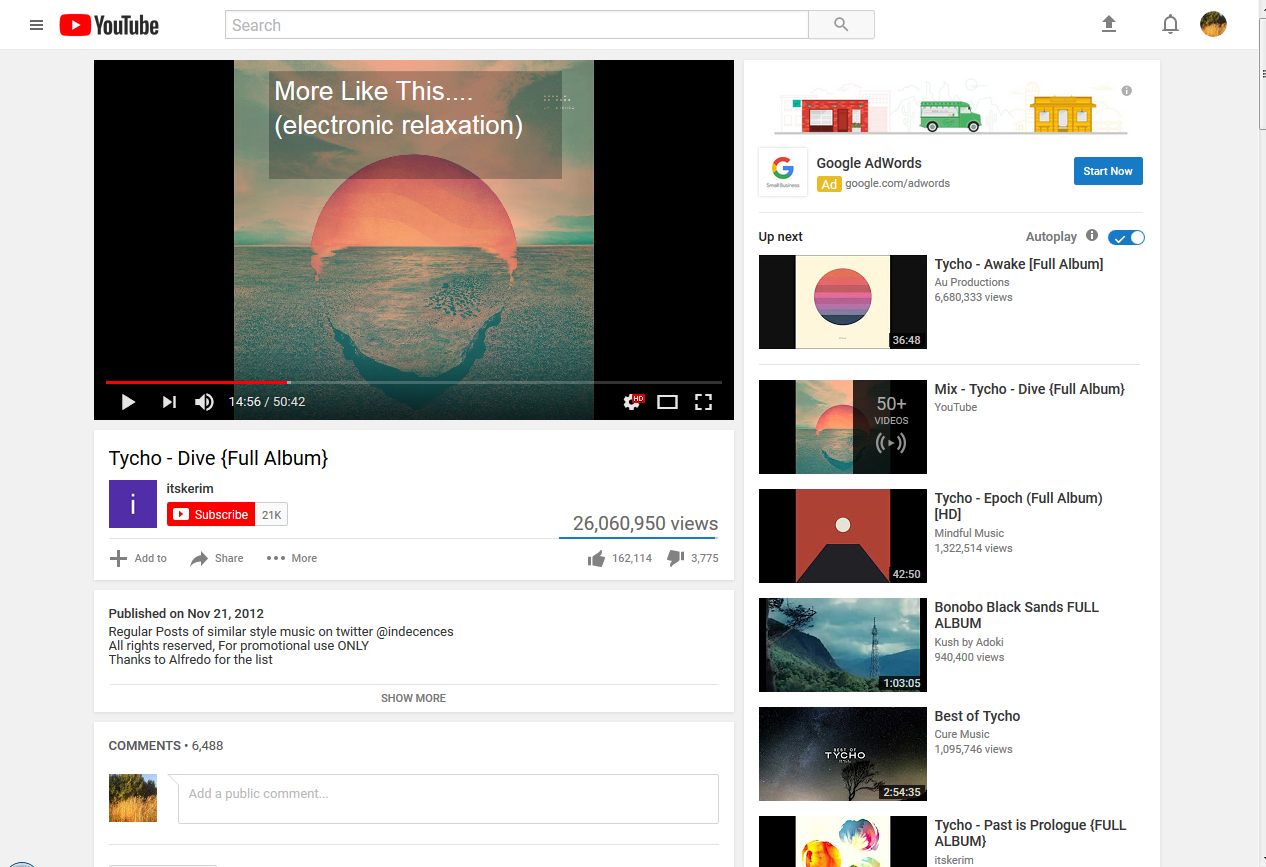 YouTube
Search
More Like This....
(electronic relaxation)
14:56 / 50:42
HD
Tycho - Dive {Full Album}
i
itskerim
Subscribe 21K
26,060,950 views
Add to Share More 162,114 3,775
Published on Nov 21, 2012
Regular Posts of similar style music on twitter @indecences
All rights reserved, For promotional use ONLY
Thanks to Alfredo for the list
SHOW MORE
COMMENTS • 6,488
Add a public comment...
Google AdWords
Ad google.com/adwords
Start Now
G
Small Business
Up next
Autoplay
Tycho - Awake [Full Album]
Au Productions
6,680,333 views
36:48
Mix - Tycho - Dive {Full Album}
YouTube
50+
VIDEOS
Tycho - Epoch (Full Album)
[HD]
Mindful Music
1,322,514 views
42:50
Bonobo Black Sands FULL
ALBUM
Kush by Adoki
940,400 views
1:03:05
Best of Tycho
Cure Music
1,095,746 views
BEST OF
TYCHO
2:54:35
Tycho - Past is Prologue {FULL
ALBUM}
itskerim